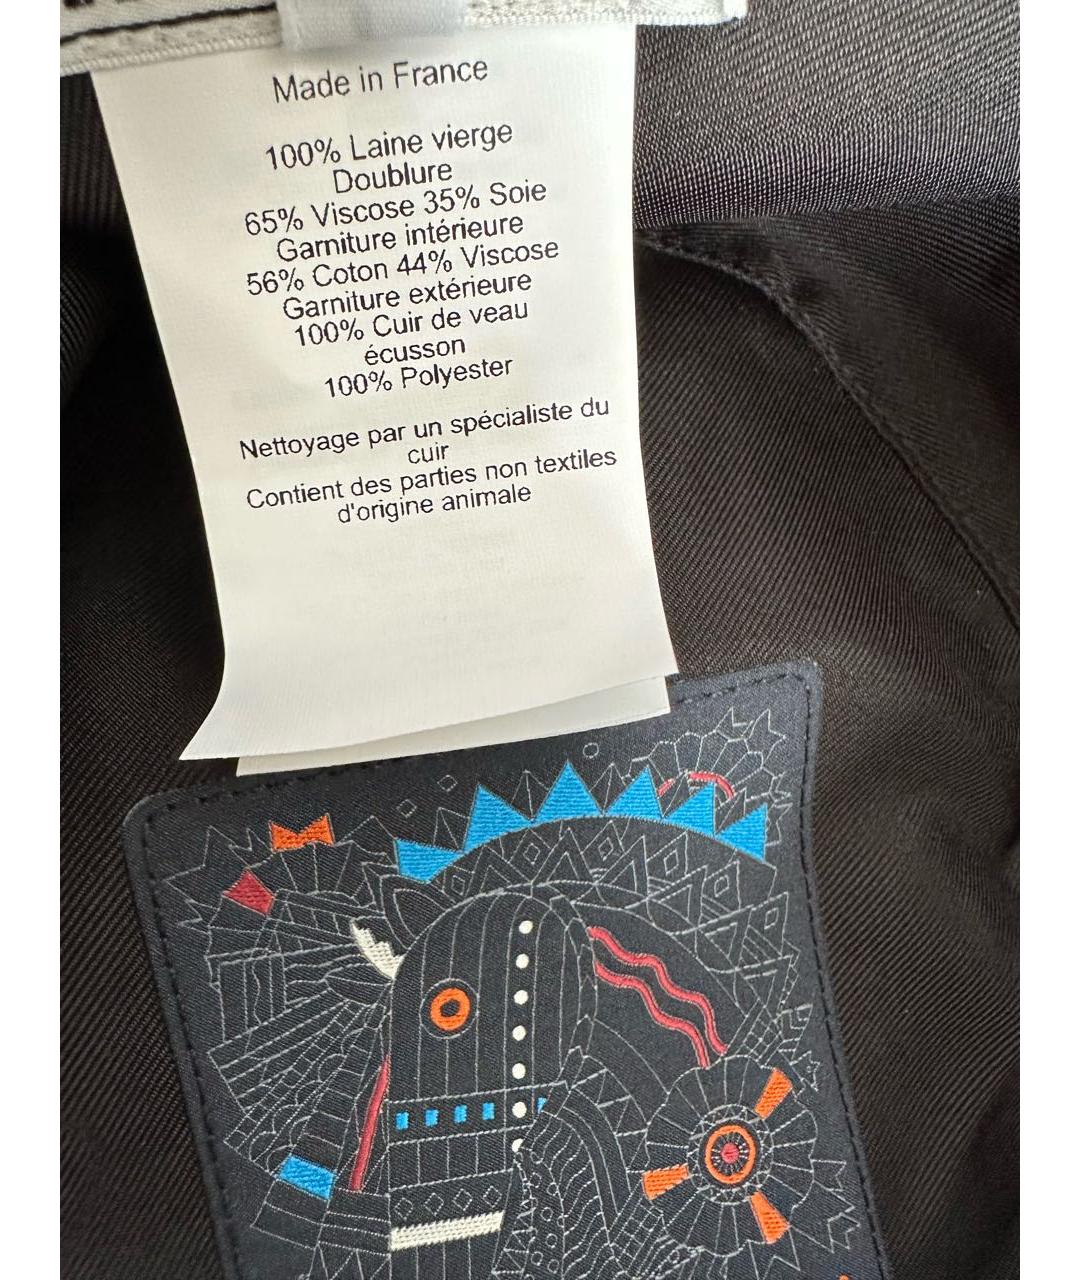 Made in France
100% Laine vierge
Doublure
65% Viscose 35% Soie
Garniture intérieure
56% Coton 44% Viscose
Garniture extérieure
100% Cuir de veau
écusson
100% Polyester
Nettoyage par un spécialiste du
cuir
Contient des parties non textiles
d'origine animale